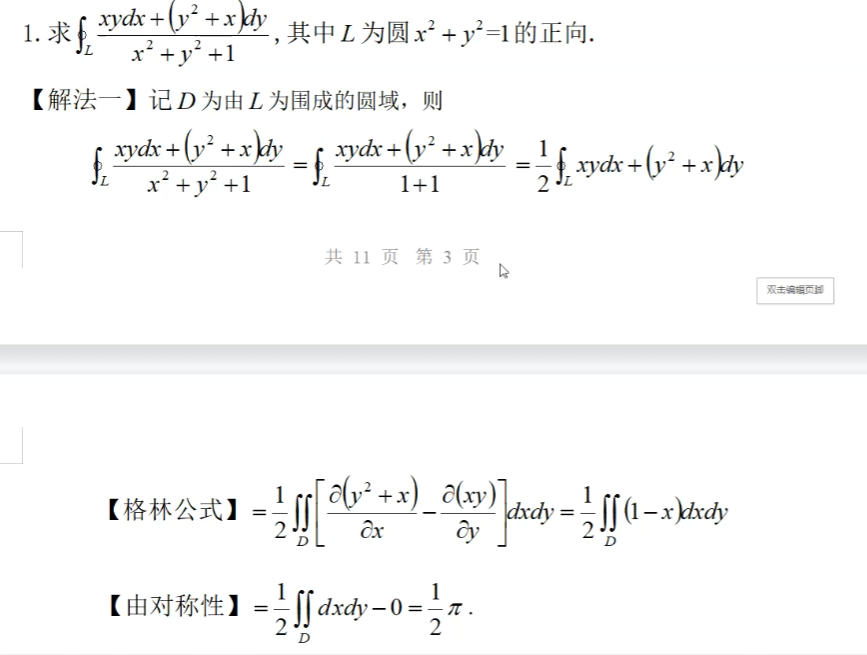 1. 求∮_L (xydx+(y²+x)dy)/(x²+y²+1) , 其中 L 为圆 x²+y²=1的正向.
【解法一】记 D 为由 L 为围成的圆域，则
∮_L (xydx+(y²+x)dy)/(x²+y²+1) = ∮_L (xydx+(y²+x)dy)/(1+1) = 1/2 ∮_L xydx+(y²+x)dy
共 11 页 第 3 页
双击编辑页脚
【格林公式】= 1/2 ∬_D [∂(y²+x)/∂x − ∂(xy)/∂y]dxdy = 1/2 ∬_D (1−x)dxdy
【由对称性】= 1/2 ∬_D dxdy − 0 = 1/2 π .